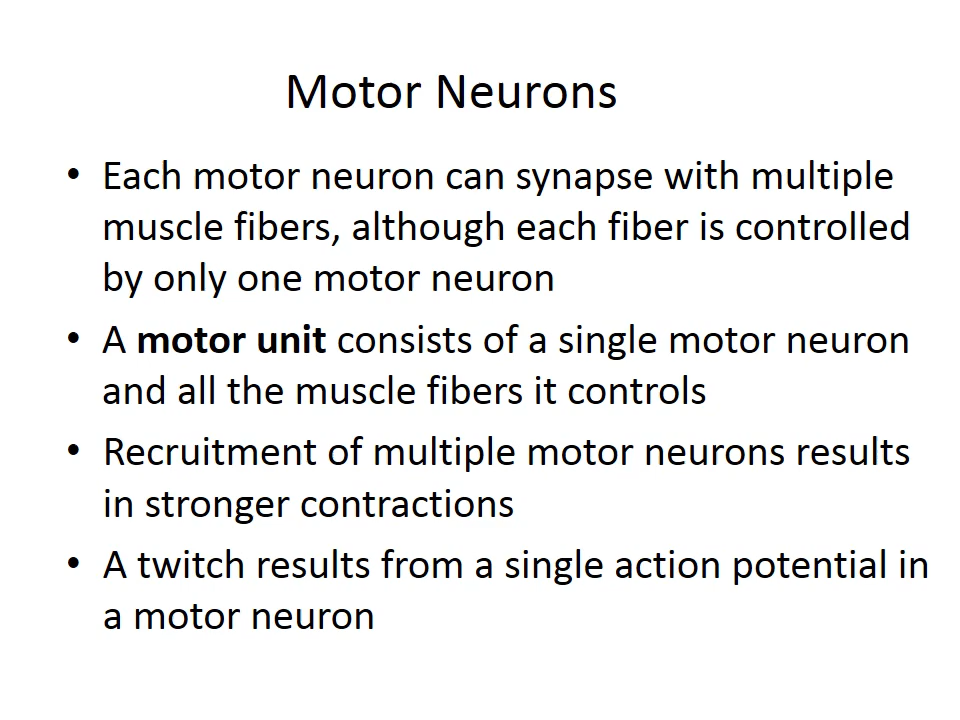 Motor Neurons
• Each motor neuron can synapse with multiple
muscle fibers, although each fiber is controlled
by only one motor neuron
• A motor unit consists of a single motor neuron
and all the muscle fibers it controls
• Recruitment of multiple motor neurons results
in stronger contractions
• A twitch results from a single action potential in
a motor neuron